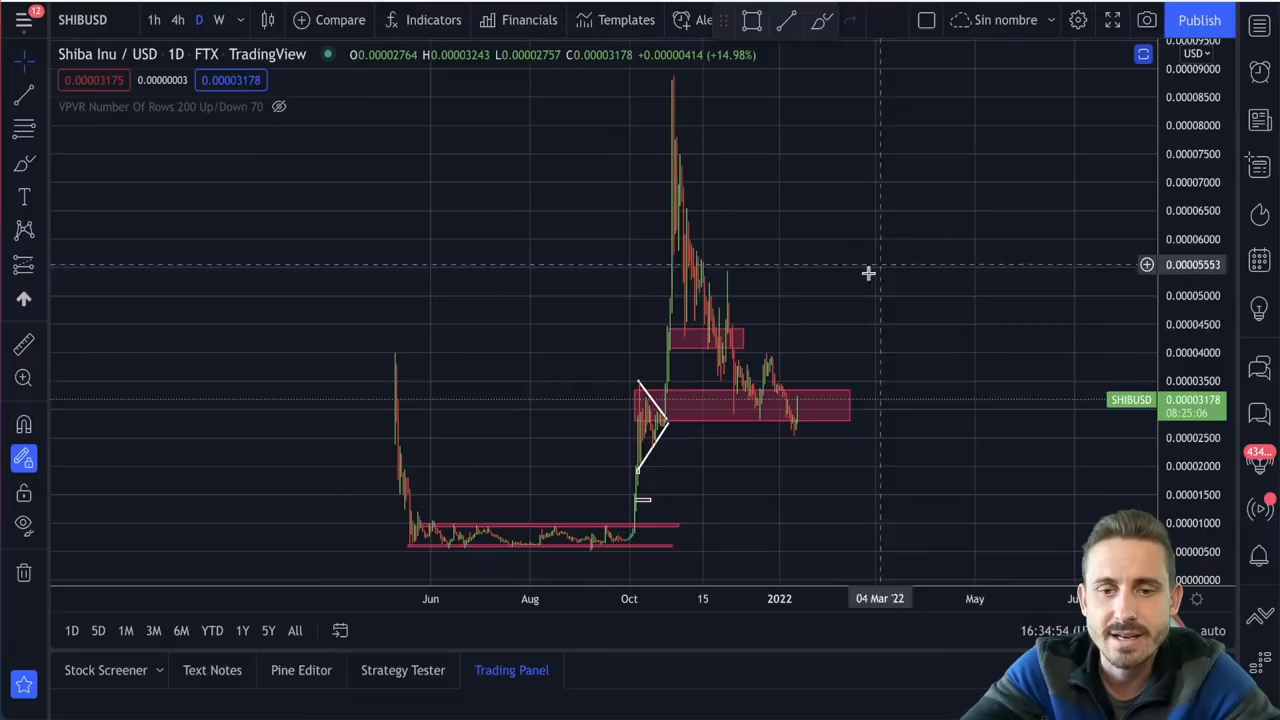 12
SHIBUSD 1h 4h D W Compare Indicators Financials Templates Ale Sin nombre Publish
Shiba Inu / USD • 1D • FTX • TradingView O0.00002764 H0.00003243 L0.00002757 C0.00003178 +0.00000414 (+14.98%)
0.00003175 0.00000003 0.00003178
VPVR Number Of Rows 200 Up/Down 70
USD
0.00009000
0.00008500
0.00008000
0.00007500
0.00007000
0.00006500
0.00006000
0.00005553
0.00005000
0.00004500
0.00004000
0.00003500
SHIBUSD 0.00003178
08:25:06
0.00002500
0.00002000
0.00001500
0.00001000
0.00000500
0.00000000
434...
Jun Aug Oct 15 2022 04 Mar '22 May
1D 5D 1M 3M 6M YTD 1Y 5Y All 16:34:54 auto
Stock Screener Text Notes Pine Editor Strategy Tester Trading Panel